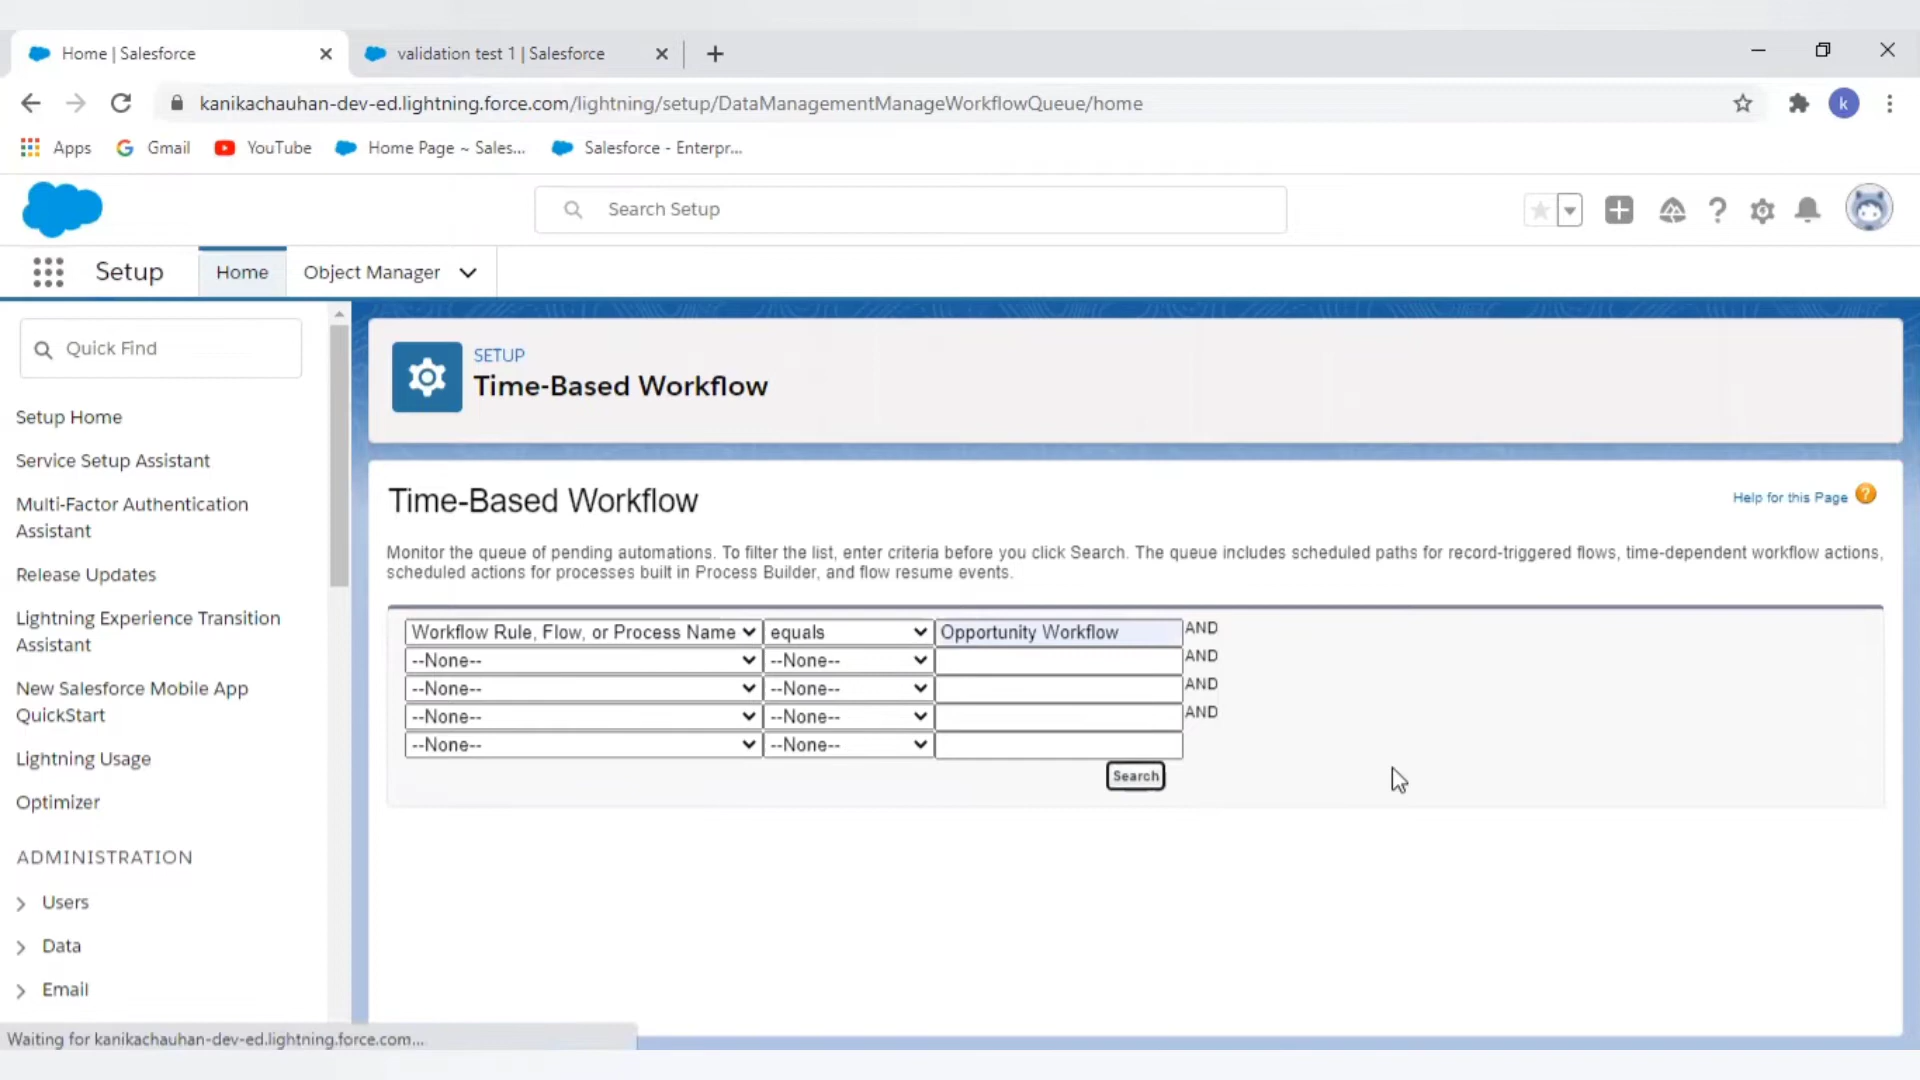 Home | Salesforce
validation test 1 | Salesforce
kanikachauhan-dev-ed.lightning.force.com/lightning/setup/DataManagementManageWorkflowQueue/home
k
Apps
Gmail
YouTube
Home Page ~ Sales...
Salesforce - Enterpr...
Search Setup
Setup
Home
Object Manager
Quick Find
Setup Home
Service Setup Assistant
Multi-Factor Authentication
Assistant
Release Updates
Lightning Experience Transition
Assistant
New Salesforce Mobile App
QuickStart
Lightning Usage
Optimizer
ADMINISTRATION
Users
Data
Email
SETUP
Time-Based Workflow
Time-Based Workflow
Help for this Page ?
Monitor the queue of pending automations. To filter the list, enter criteria before you click Search. The queue includes scheduled paths for record-triggered flows, time-dependent workflow actions,
scheduled actions for processes built in Process Builder, and flow resume events.
Workflow Rule, Flow, or Process Name equals Opportunity Workflow AND
--None-- --None-- AND
--None-- --None-- AND
--None-- --None-- AND
--None-- --None--
Search
Waiting for kanikachauhan-dev-ed.lightning.force.com...